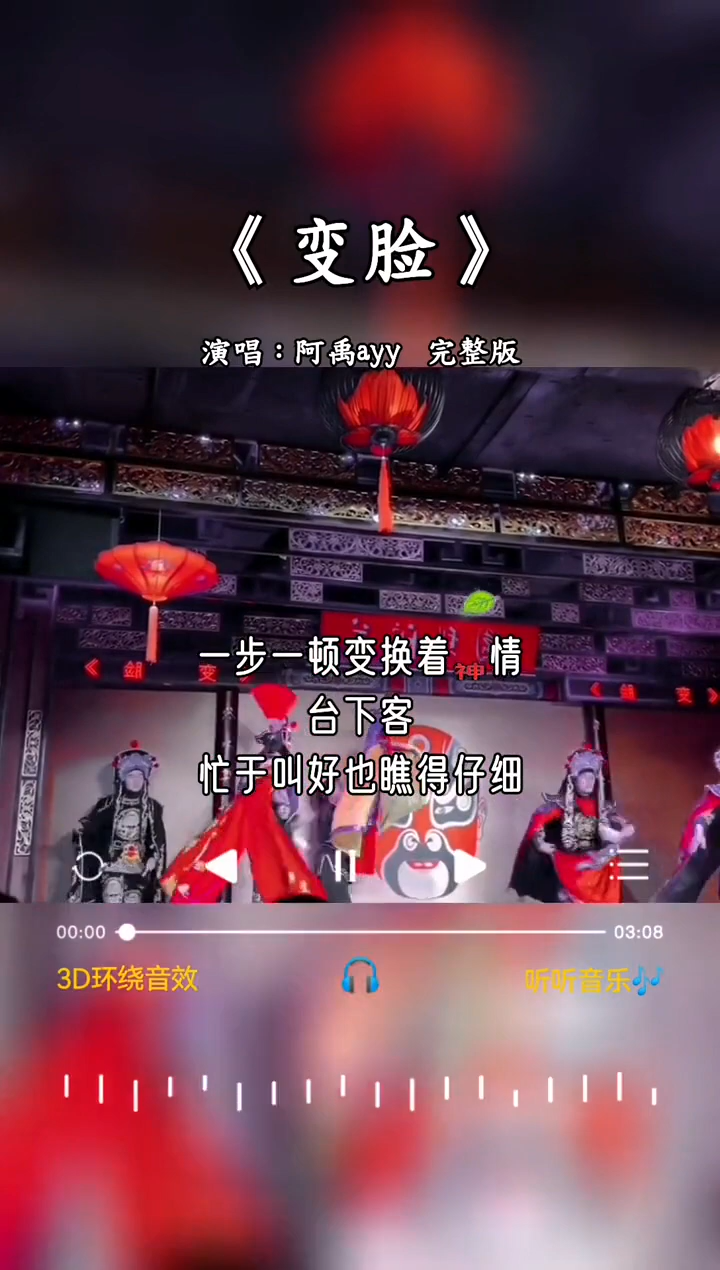 《变脸》
演唱：阿禹ayy 完整版
一步一顿变换着神情
台下客
忙于叫好也瞧得仔细
00:00
03:08
3D环绕音效
听听音乐